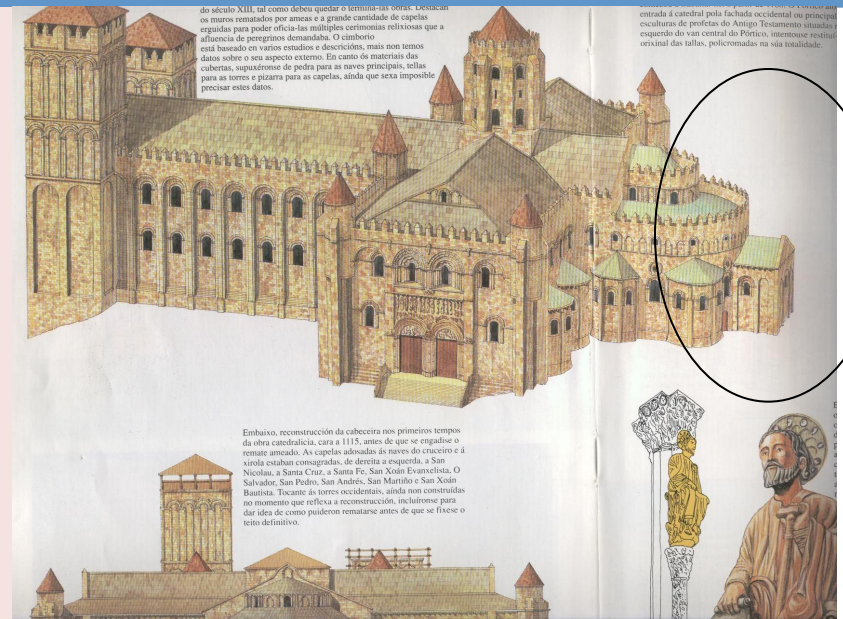 do século XIII, tal como debeu quedar ó termina-las obras. Destacan
os muros rematados por ameas e a grande cantidade de capelas
erguidas para poder oficia-las múltiples cerimonias relixiosas que a
afluencia de peregrinos demandaba. O cimborio
está baseado en varios estudios e descricións, mais non temos
datos sobre o seu aspecto externo. En canto ós materiais das
cubertas, supuxéronse de pedra para as naves principais, tellas
para as torres e pizarra para as capelas, aínda que sexa imposible
precisar estes datos.
entrada á catedral pola fachada occidental ou principal
esculturas de profetas do Antigo Testamento situadas
esquerdo do van central do Pórtico, intentouse
orixinal das tallas, policromadas na súa totalidade.
Embaixo, reconstrucción da cabeceira nos primeiros tempos
da obra catedralicia, cara a 1115, antes de que se engadise o
remate ameado. As capelas adosadas ás naves do cruceiro e á
xirola estaban consagradas, de dereita a esquerda, a San
Nicolau, a Santa Cruz, a Santa Fe, San Xoán Evanxelista, O
Salvador, San Pedro, San Andrés, San Martiño e San Xoán
Bautista. Tocante ás torres occidentais, aínda non construídas
no momento que reflexa a reconstrucción, incluíronse para
dar idea de como puideron rematarse antes de que se fixese o
teito definitivo.